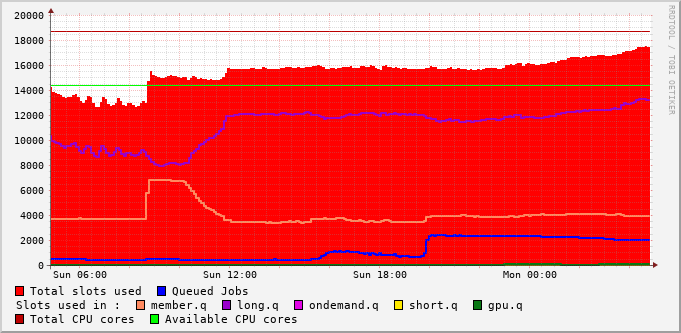 20000
18000
16000
14000
12000
10000
8000
6000
4000
2000
0
Sun 06:00 Sun 12:00 Sun 18:00 Mon 00:00
RRDTOOL / TOBI OETIKER
Total slots used Queued Jobs
Slots used in : member.q long.q ondemand.q short.q gpu.q
Total CPU cores Available CPU cores